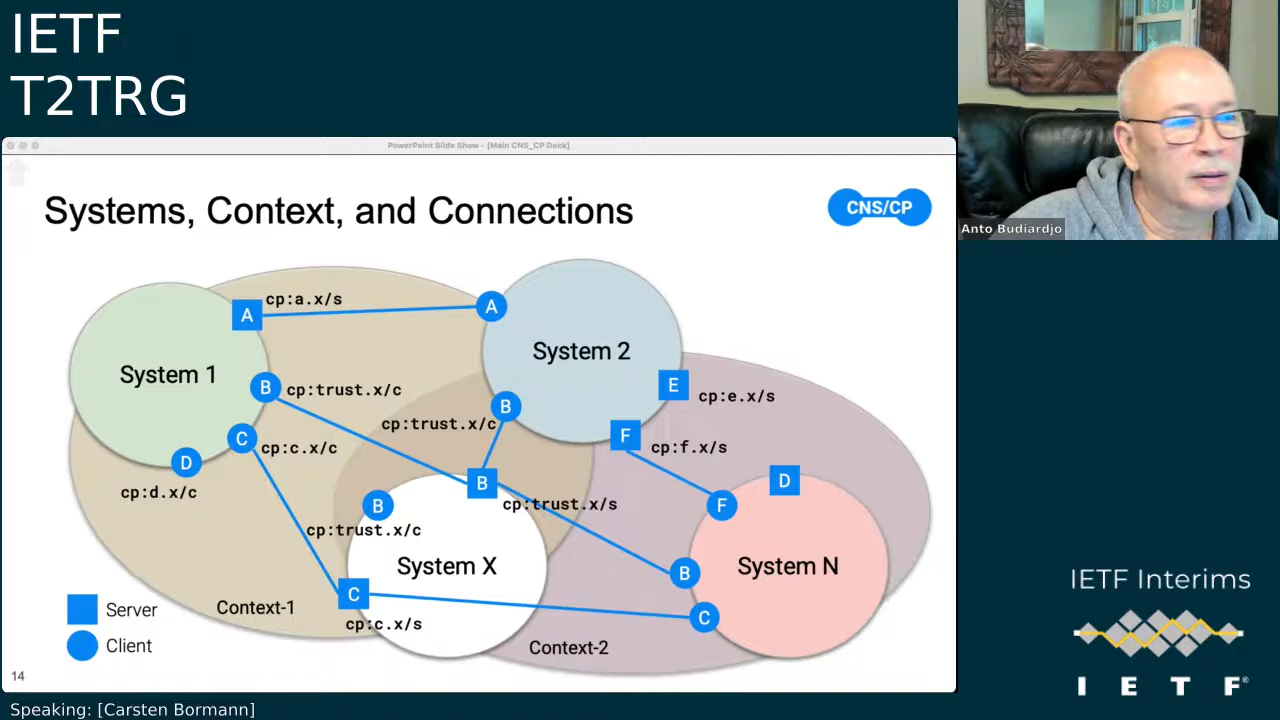 IETF
T2TRG
PowerPoint Slide Show - [Main CNS_CP Deck]
Systems, Context, and Connections
CNS/CP
Anto Budiardjo
A
cp:a.x/s
A
System 1
System 2
B
cp:trust.x/c
E
cp:e.x/s
B
cp:trust.x/c
C
cp:c.x/c
F
cp:f.x/s
D
cp:d.x/c
B
cp:trust.x/s
D
B
cp:trust.x/c
F
System X
System N
B
C
cp:c.x/s
C
Context-1
Context-2
Server
Client
14
IETF Interims
I E T F®
Speaking: [Carsten Bormann]